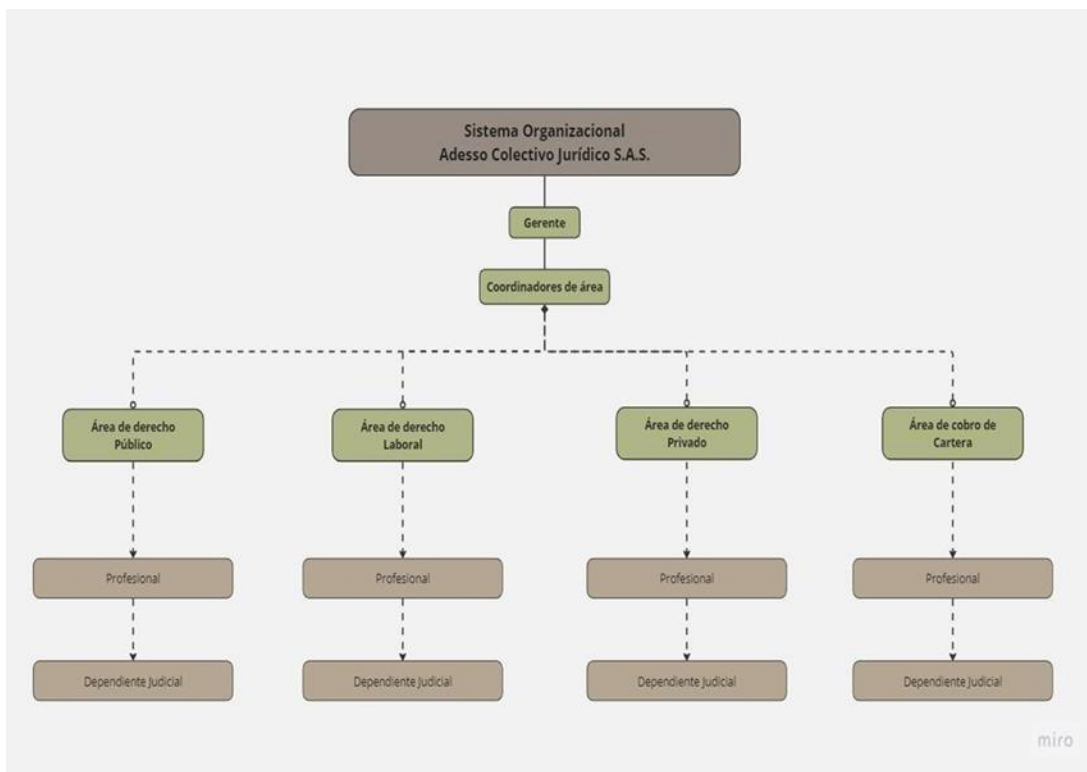 Sistema Organizacional
Adesso Colectivo Jurídico S.A.S.
Gerente
Coordinadores de área
Área de derecho
Público
Área de derecho
Laboral
Área de derecho
Privado
Área de cobro de
Cartera
Profesional
Profesional
Profesional
Profesional
Dependiente Judicial
Dependiente Judicial
Dependiente Judicial
Dependiente Judicial
miro